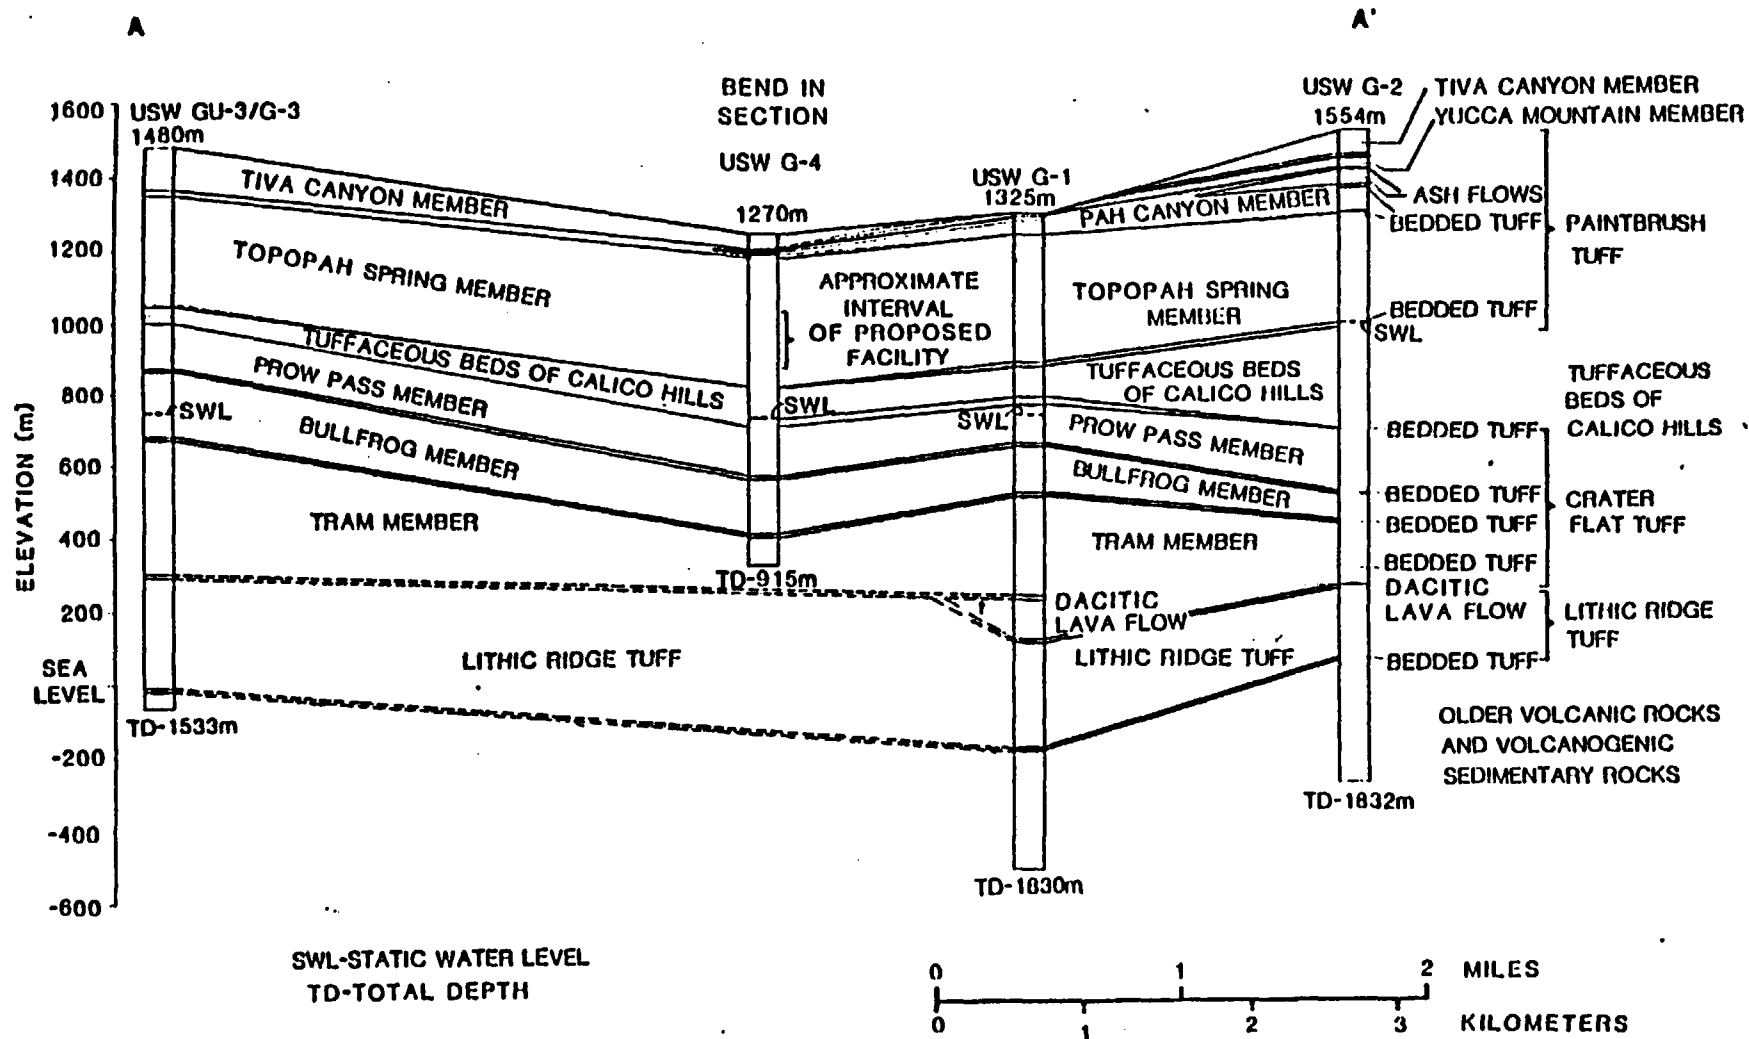 A
A'
BEND IN
SECTION
USW GU-3/G-3
1480m
USW G-4
1270m
USW G-1
1325m
USW G-2
1554m
TIVA CANYON MEMBER
YUCCA MOUNTAIN MEMBER
ASH FLOWS
BEDDED TUFF
PAINTBRUSH
TUFF
BEDDED TUFF
SWL
TUFFACEOUS
BEDS OF
CALICO HILLS
BEDDED TUFF
BEDDED TUFF
BEDDED TUFF
CRATER
FLAT TUFF
BEDDED TUFF
DACITIC
LAVA FLOW
LITHIC RIDGE
TUFF
BEDDED TUFF
OLDER VOLCANIC ROCKS
AND VOLCANOGENIC
SEDIMENTARY ROCKS
TD-1832m
ELEVATION (m)
1600
1400
1200
1000
800
600
400
200
SEA
LEVEL
-200
-400
-600
TIVA CANYON MEMBER
TOPOPAH SPRING MEMBER
TUFFACEOUS BEDS OF CALICO HILLS
PROW PASS MEMBER
SWL
BULLFROG MEMBER
TRAM MEMBER
LITHIC RIDGE TUFF
TD-1533m
APPROXIMATE
INTERVAL
OF PROPOSED
FACILITY
SWL
TD-915m
PAH CANYON MEMBER
TOPOPAH SPRING
MEMBER
TUFFACEOUS BEDS
OF CALICO HILLS
SWL
PROW PASS MEMBER
BULLFROG MEMBER
TRAM MEMBER
DACITIC
LAVA FLOW
LITHIC RIDGE TUFF
TD-1830m
SWL-STATIC WATER LEVEL
TD-TOTAL DEPTH
0 1 2 MILES
0 1 2 3 KILOMETERS